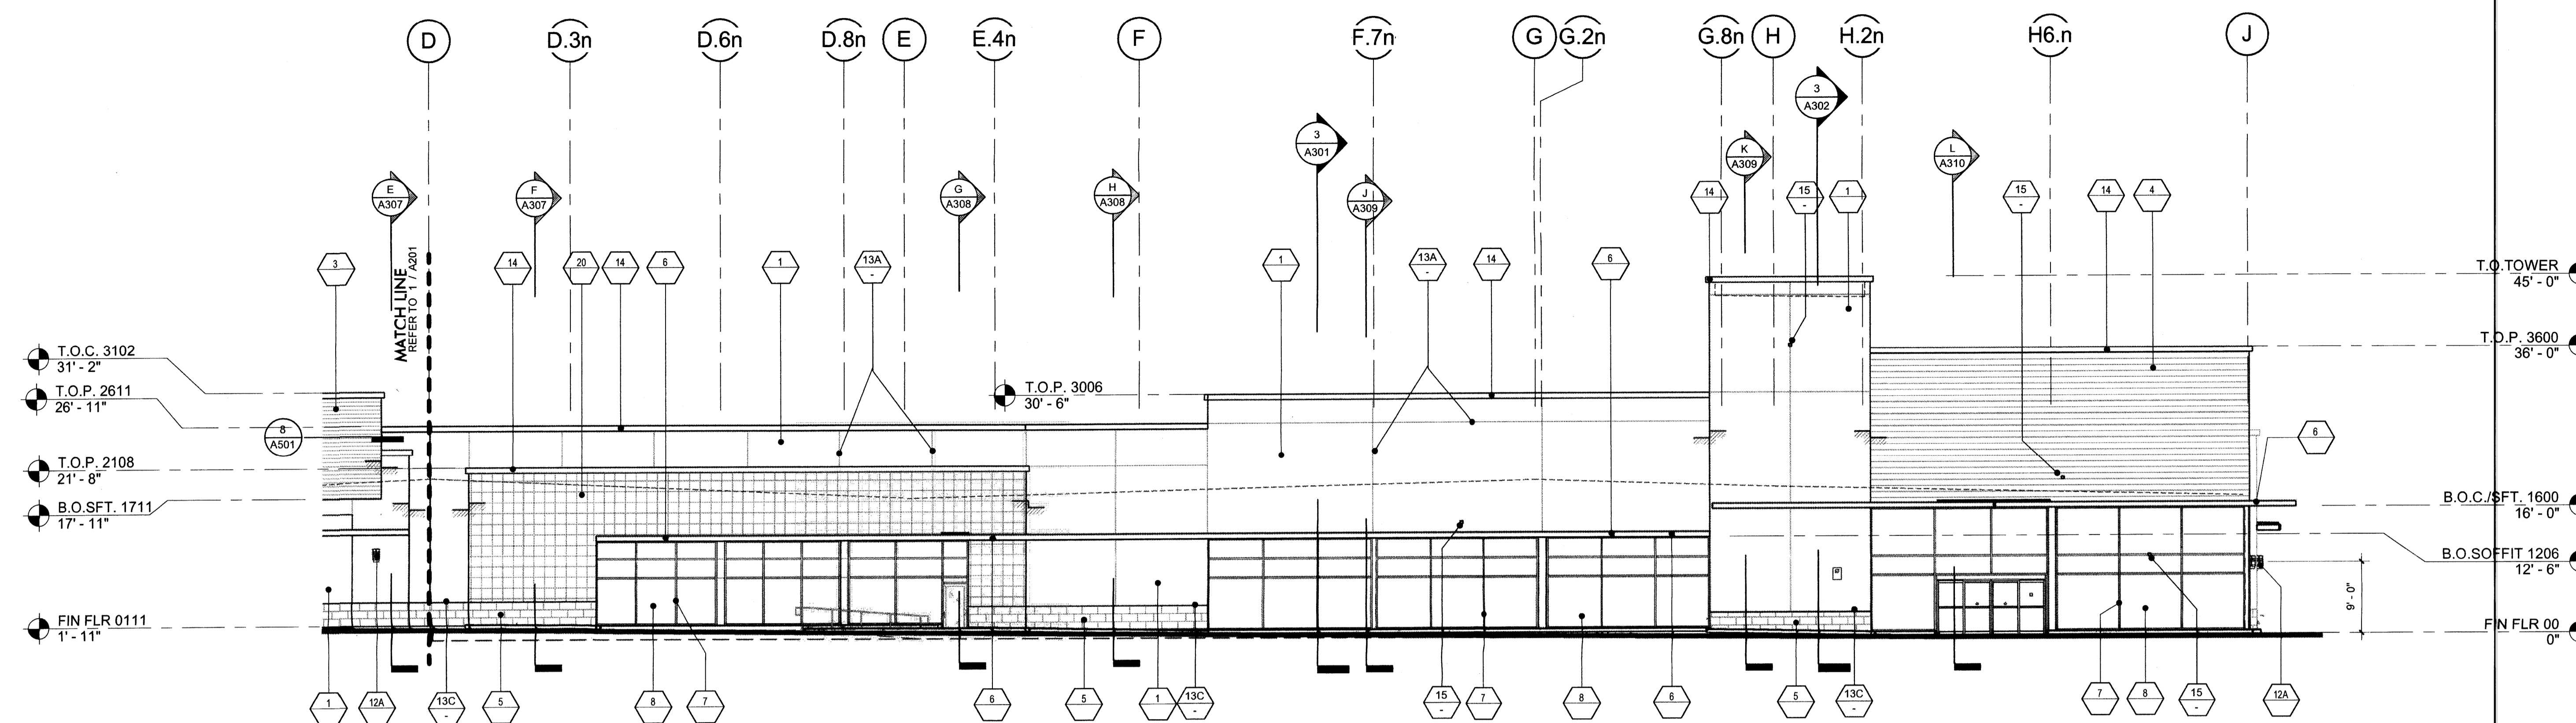 D
D.3n
D.6n
D.8n
E
E.4n
F
F.7n
G
G.2n
G.8n
H
H.2n
H6.n
J
3
A302
3
A301
K
A309
L
A310
E
A307
F
A307
G
A308
H
A308
J
A309
14
15
-
1
15
-
14
4
3
MATCH LINE
REFER TO 1 / A201
14
20
14
6
1
13A
-
1
13A
-
14
6
T.O.TOWER
45' - 0"
T.O.C. 3102
31' - 2"
T.O.P. 3600
36' - 0"
T.O.P. 2611
26' - 11"
T.O.P. 3006
30' - 6"
8
A501
6
T.O.P. 2108
21' - 8"
B.O.SFT. 1711
17' - 11"
B.O.C./SFT. 1600
16' - 0"
B.O.SOFFIT 1206
12' - 6"
9' - 0"
FIN FLR 0111
1' - 11"
FIN FLR 00
0"
1
12A
13C
-
5
8
7
6
5
1
13C
-
15
-
7
8
6
5
13C
-
7
8
15
-
12A